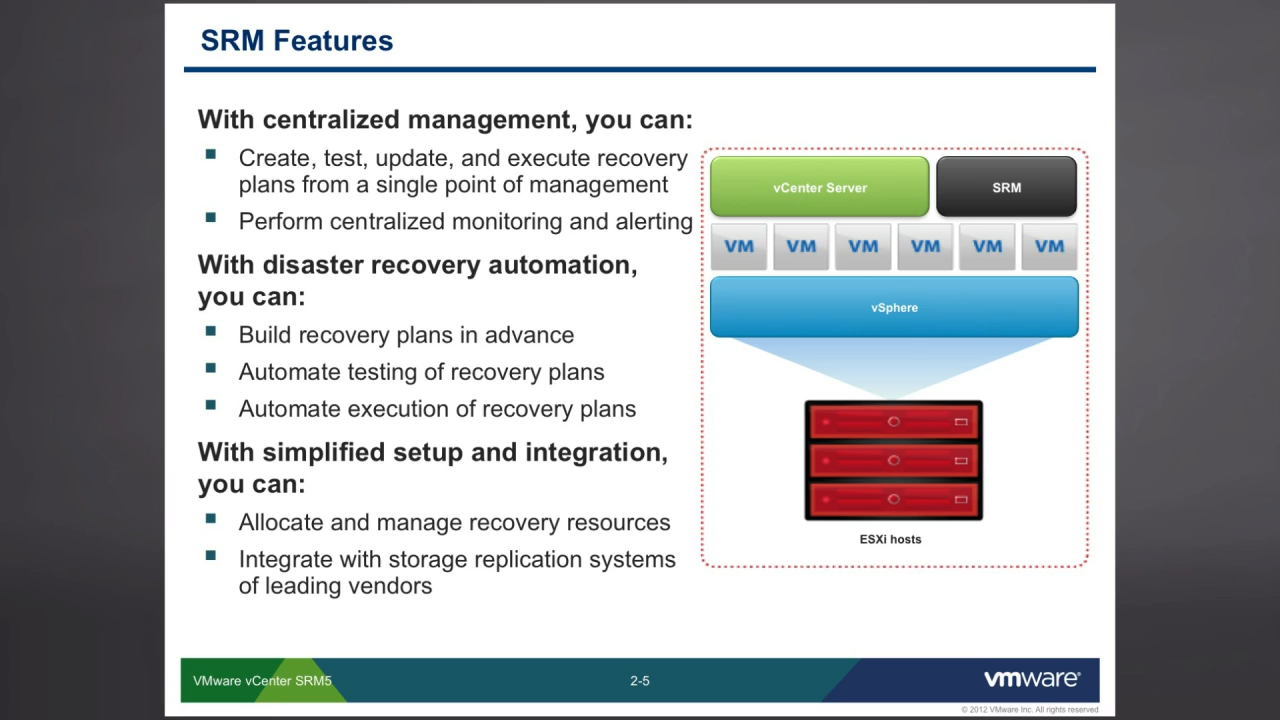 SRM Features
With centralized management, you can:
Create, test, update, and execute recovery
plans from a single point of management
Perform centralized monitoring and alerting
With disaster recovery automation,
you can:
Build recovery plans in advance
Automate testing of recovery plans
Automate execution of recovery plans
With simplified setup and integration,
you can:
Allocate and manage recovery resources
Integrate with storage replication systems
of leading vendors
vCenter Server
SRM
VM VM VM VM VM VM
vSphere
ESXi hosts
VMware vCenter SRM5
2-5
vmware®
© 2012 VMware Inc. All rights reserved